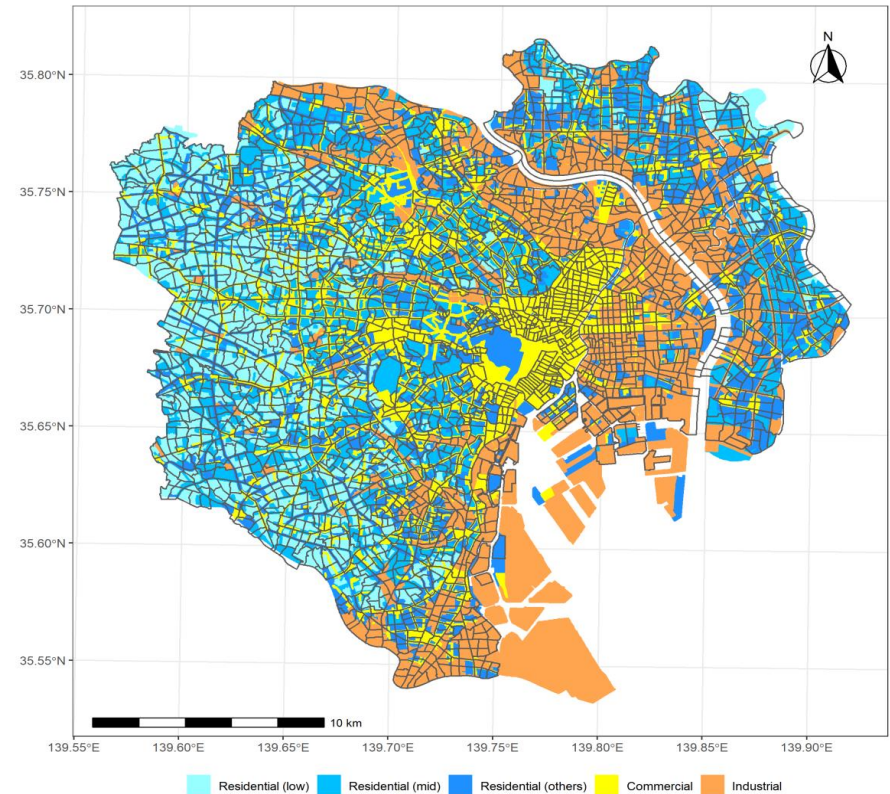 N
35.80°N
35.75°N
35.70°N
35.65°N
35.60°N
35.55°N
10 km
139.55°E 139.60°E 139.65°E 139.70°E 139.75°E 139.80°E 139.85°E 139.90°E
Residential (low) Residential (mid) Residential (others) Commercial Industrial